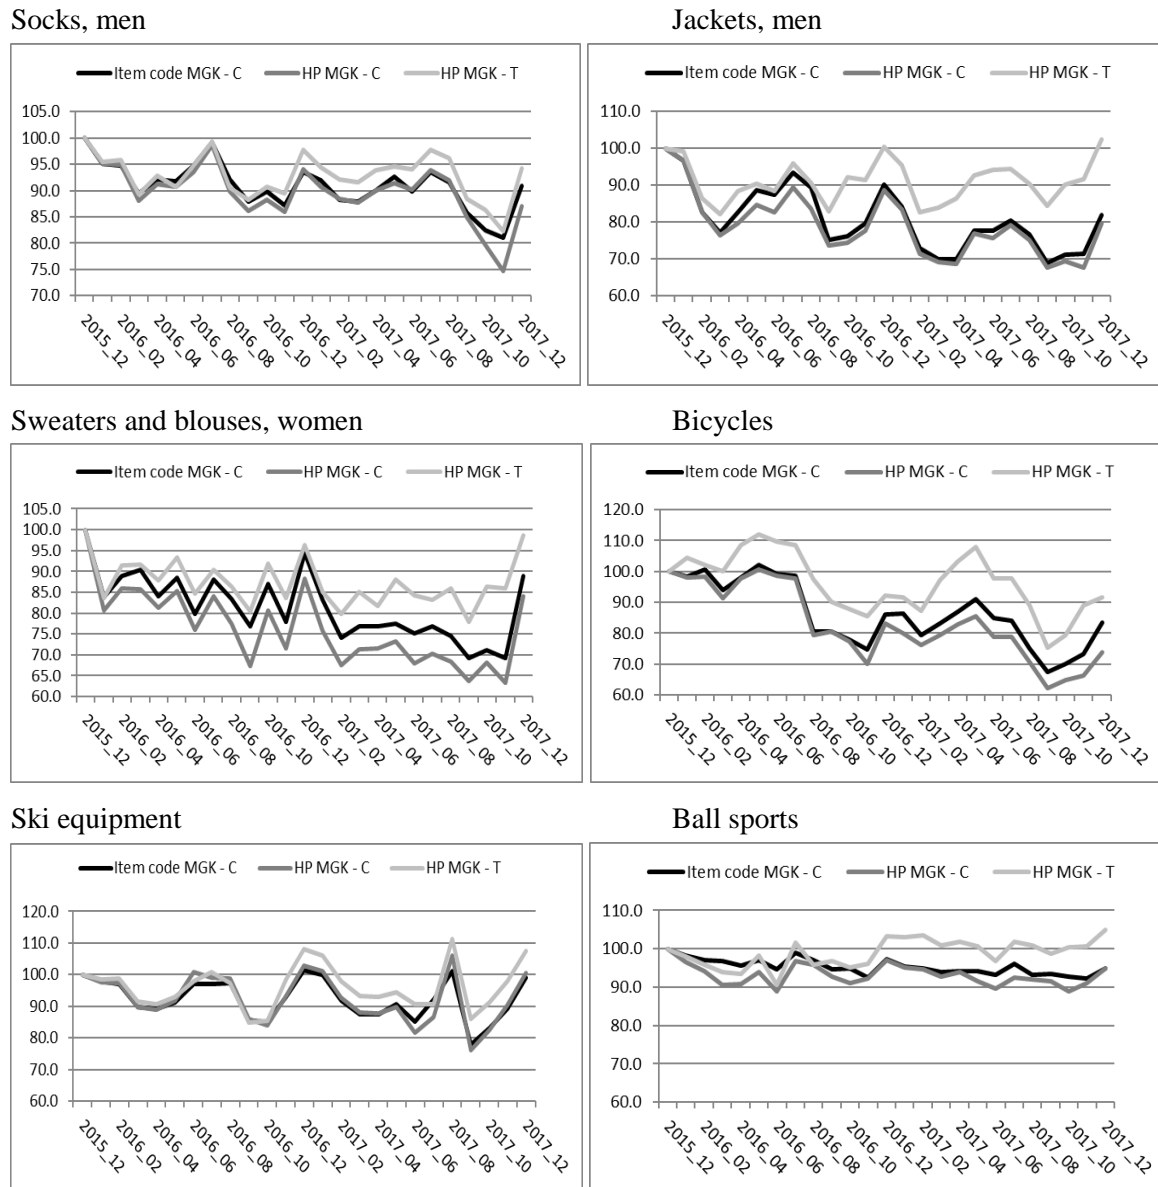 Socks, men
Jackets, men
Item code MGK - C HP MGK - C HP MGK - T
105.0
100.0
95.0
90.0
85.0
80.0
75.0
70.0
2015_12 2016_02 2016_04 2016_06 2016_08 2016_10 2016_12 2017_02 2017_04 2017_06 2017_08 2017_10 2017_12
Item code MGK - C HP MGK - C HP MGK - T
110.0
100.0
90.0
80.0
70.0
60.0
2015_12 2016_02 2016_04 2016_06 2016_08 2016_10 2016_12 2017_02 2017_04 2017_06 2017_08 2017_10 2017_12
Sweaters and blouses, women
Bicycles
Item code MGK - C HP MGK - C HP MGK - T
105.0
100.0
95.0
90.0
85.0
80.0
75.0
70.0
65.0
60.0
2015_12 2016_02 2016_04 2016_06 2016_08 2016_10 2016_12 2017_02 2017_04 2017_06 2017_08 2017_10 2017_12
Item code MGK - C HP MGK - C HP MGK - T
120.0
110.0
100.0
90.0
80.0
70.0
60.0
2015_12 2016_02 2016_04 2016_06 2016_08 2016_10 2016_12 2017_02 2017_04 2017_06 2017_08 2017_10 2017_12
Ski equipment
Ball sports
Item code MGK - C HP MGK - C HP MGK - T
120.0
110.0
100.0
90.0
80.0
70.0
60.0
2015_12 2016_02 2016_04 2016_06 2016_08 2016_10 2016_12 2017_02 2017_04 2017_06 2017_08 2017_10 2017_12
Item code MGK - C HP MGK - C HP MGK - T
110.0
100.0
90.0
80.0
70.0
60.0
2015_12 2016_02 2016_04 2016_06 2016_08 2016_10 2016_12 2017_02 2017_04 2017_06 2017_08 2017_10 2017_12